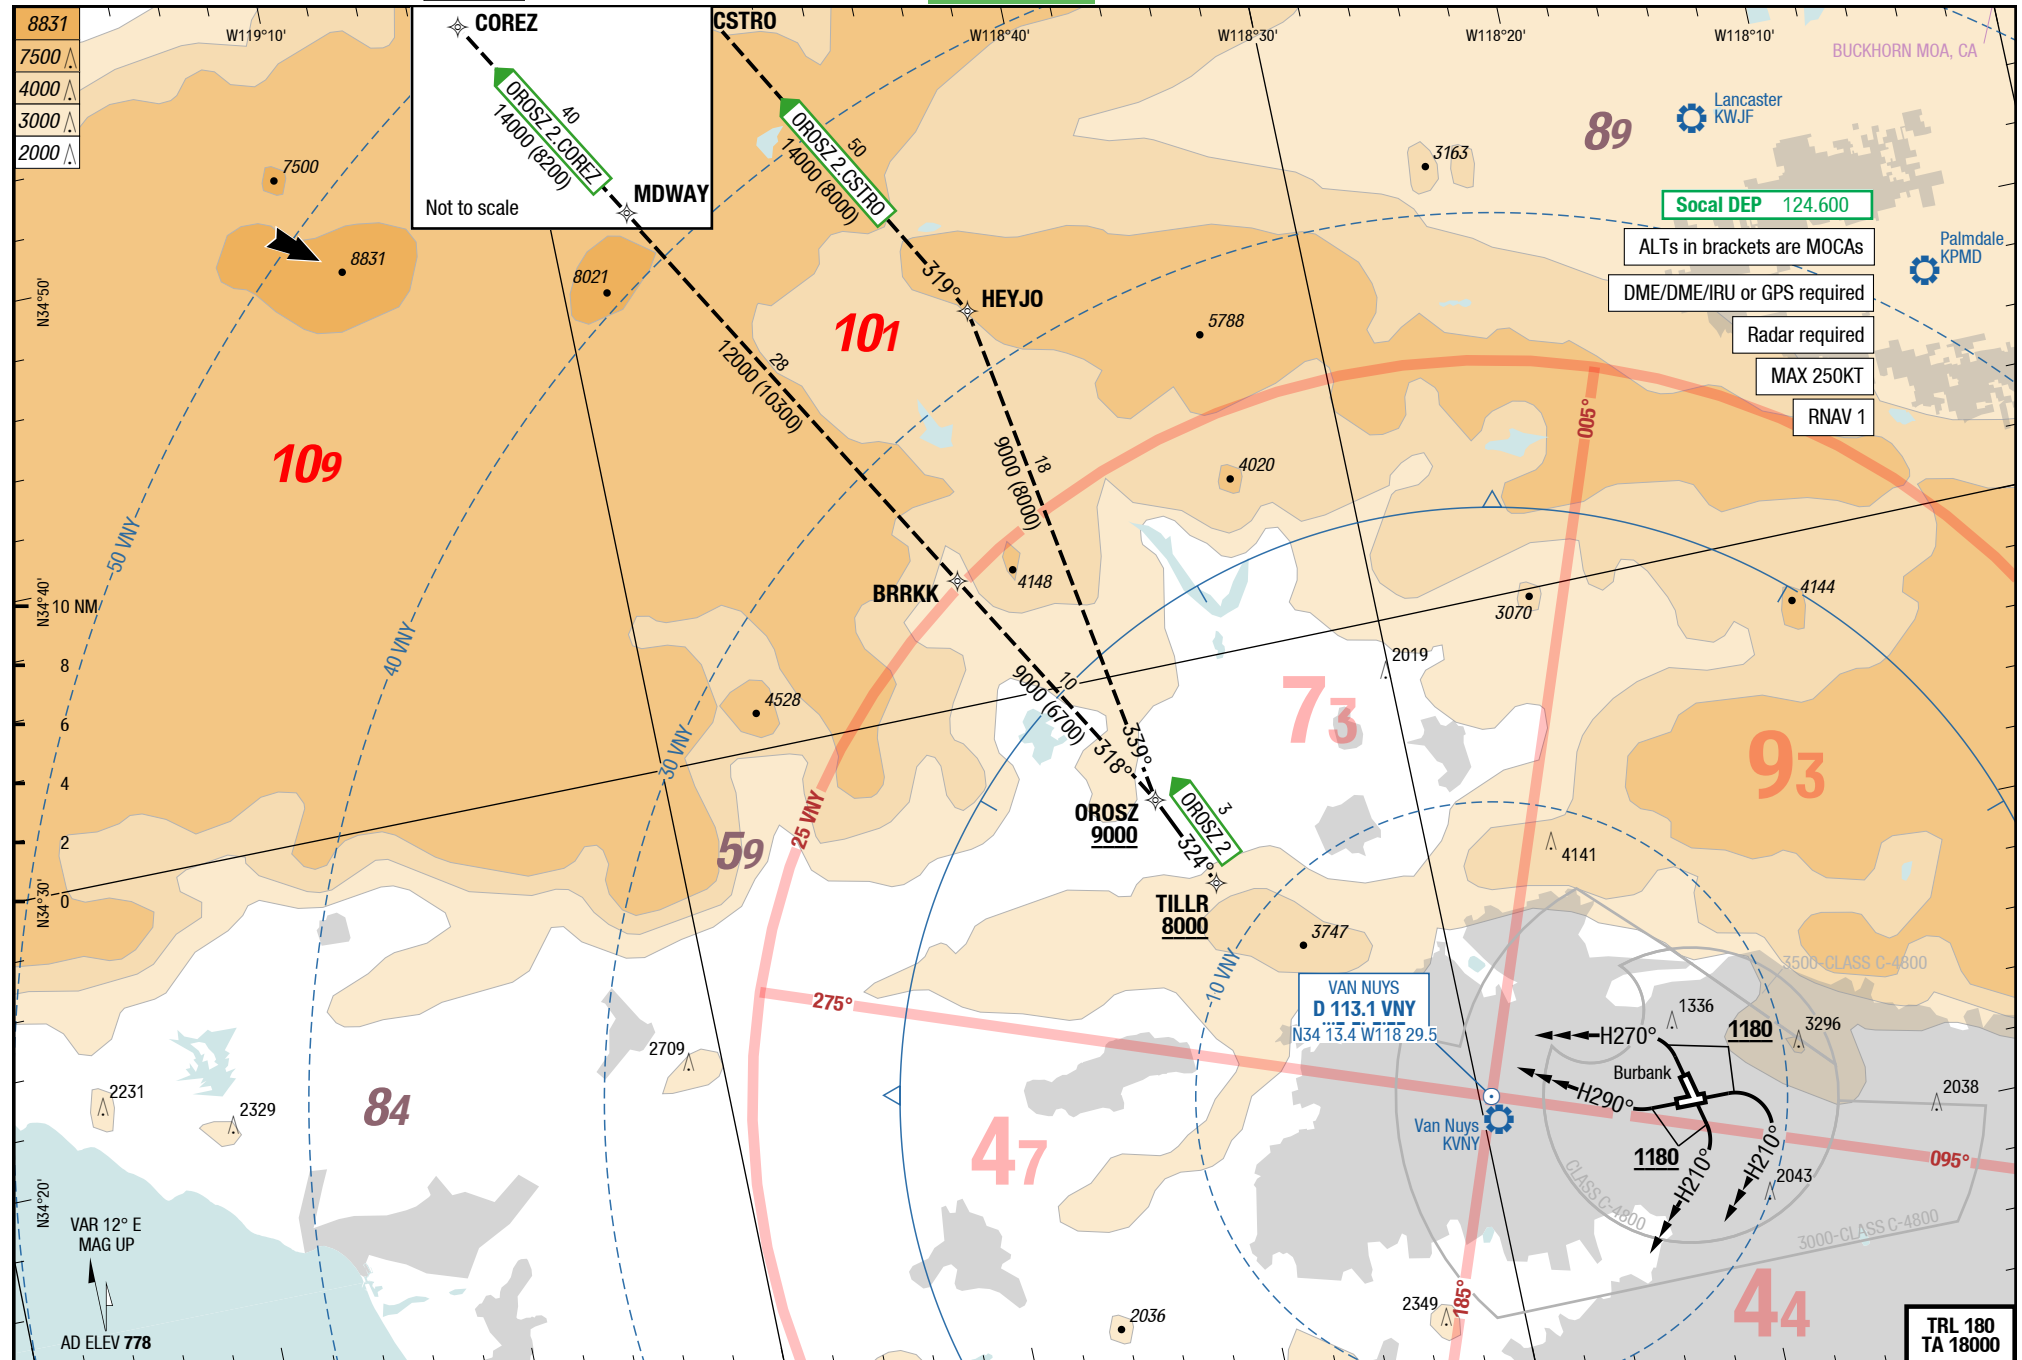 8831
7500
4000
3000
2000
W119°10'
COREZ
OROSZ 2.COREZ
40
14000 (8200)
MDWAY
Not to scale
CSTRO
OROSZ 2.CSTRO
50
14000 (8000)
W118°40'
W118°30'
W118°20'
W118°10'
BUCKHORN MOA, CA
Lancaster
KWJF
89
3163
7500
8831
8021
Socal DEP 124.600
ALTs in brackets are MOCAs
Palmdale
KPMD
DME/DME/IRU or GPS required
Radar required
MAX 250KT
RNAV 1
N34°50'
319°
HEYJO
101
5788
28
12000 (10300)
005°
109
18
9000 (8000)
4020
50 VNY
4148
BRRKK
3070
4144
N34°40'
10 NM
8
6
4
2
0
40 VNY
2019
4528
10
9000 (6700)
73
93
30 VNY
318°
339°
OROSZ
9000
OROSZ 2
3
324°
25 VNY
59
4141
N34°30'
TILLR
8000
3747
10 VNY
3500-CLASS C-4800
275°
VAN NUYS
D 113.1 VNY
N34 13.4 W118 29.5
1336
1180
3296
H270°
2709
Burbank
H290°
2231
2329
84
2038
Van Nuys
KVNY
47
1180
H210°
H210°
095°
2043
CLASS C-4800
3000-CLASS C-4800
N34°20'
VAR 12° E
MAG UP
AD ELEV 778
2036
2349
185°
44
TRL 180
TA 18000